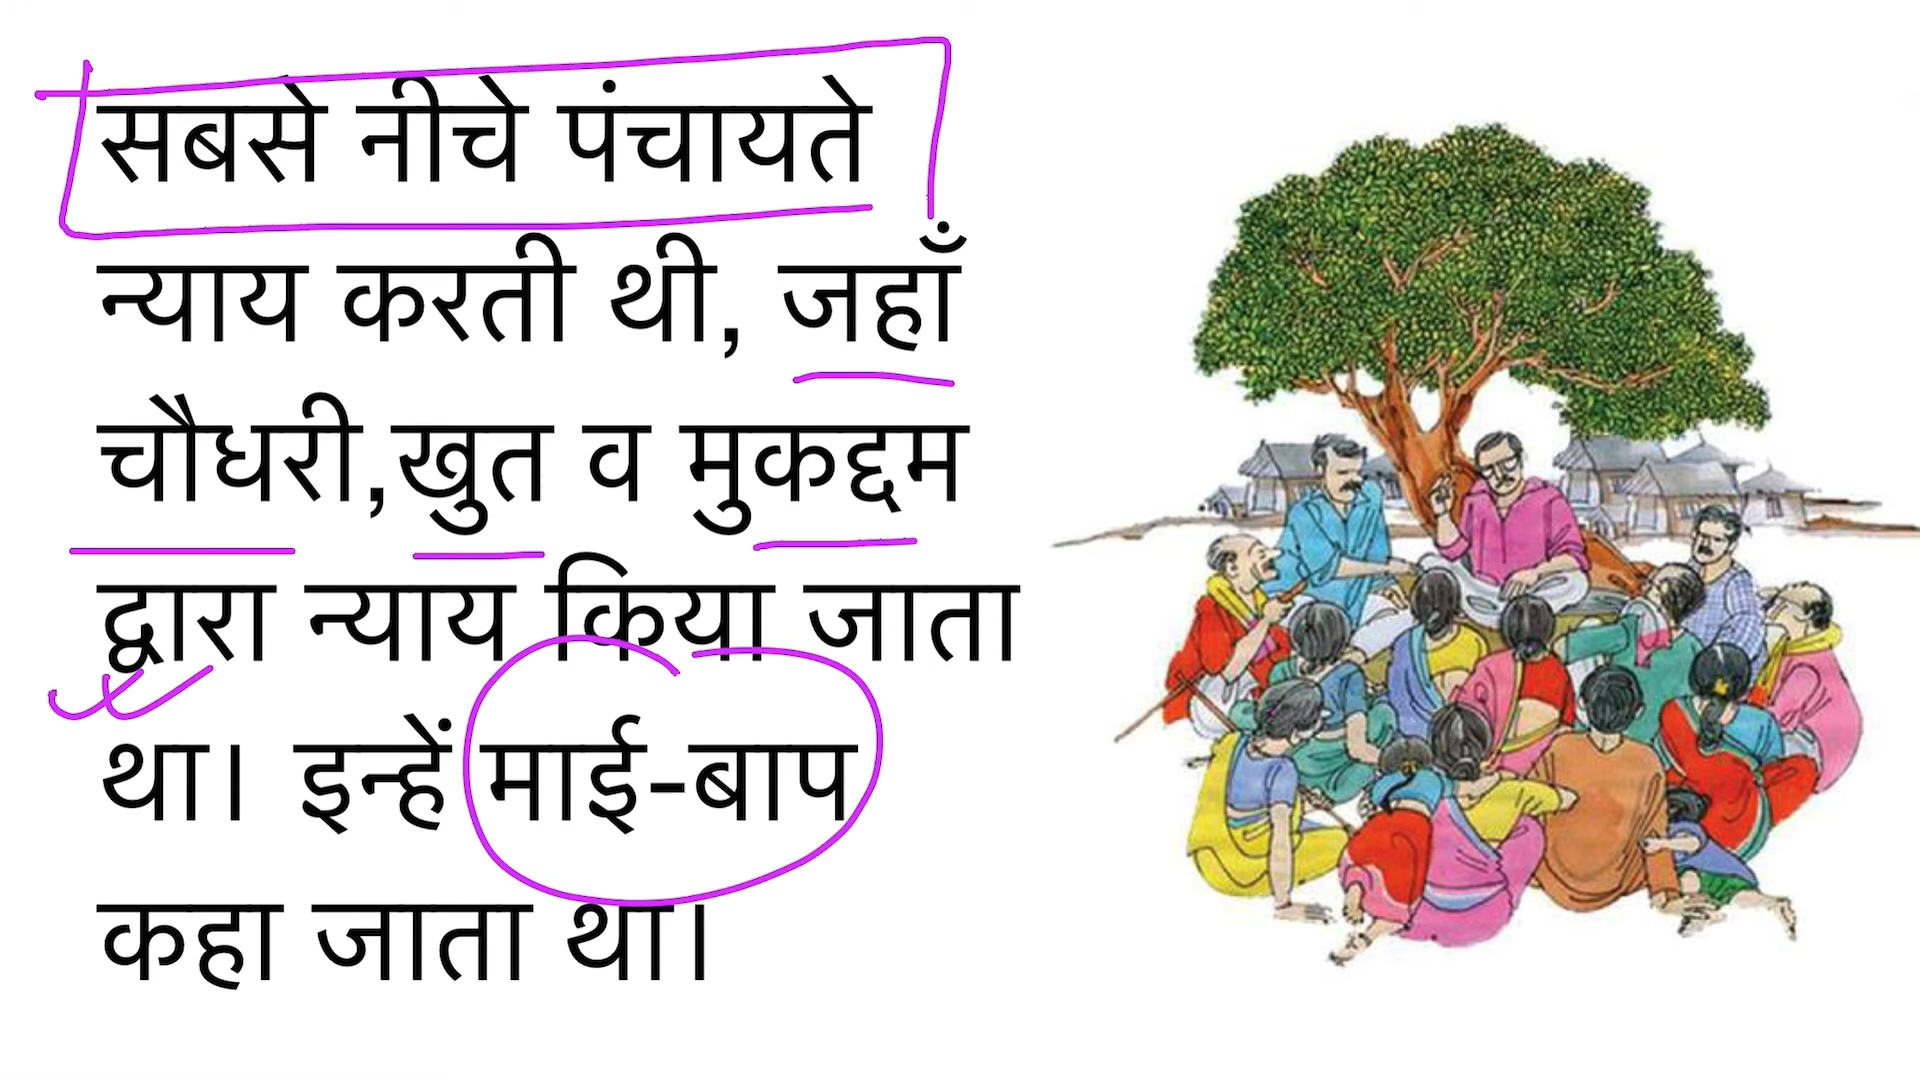 सबसे नीचे पंचायते
न्याय करती थी, जहाँ
चौधरी,खुत व मुकद्दम
द्वारा न्याय किया जाता
था। इन्हें माई-बाप
कहा जाता था।